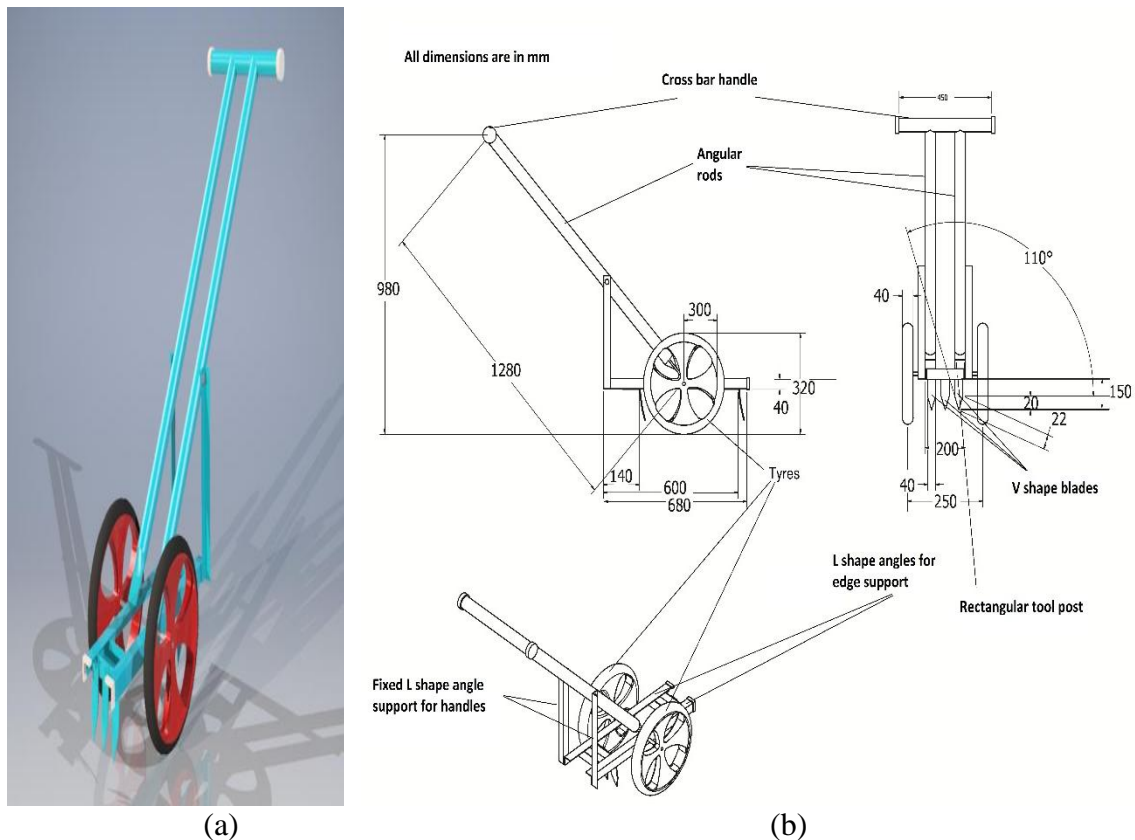 All dimensions are in mm
Cross bar handle
450
Angular
rods
110°
980
40
300
1280
320
40
150
20
22
140
600
680
200
40
250
Tyres
V shape blades
L shape angles for
edge support
Rectangular tool post
Fixed L shape angle
support for handles
(a)
(b)